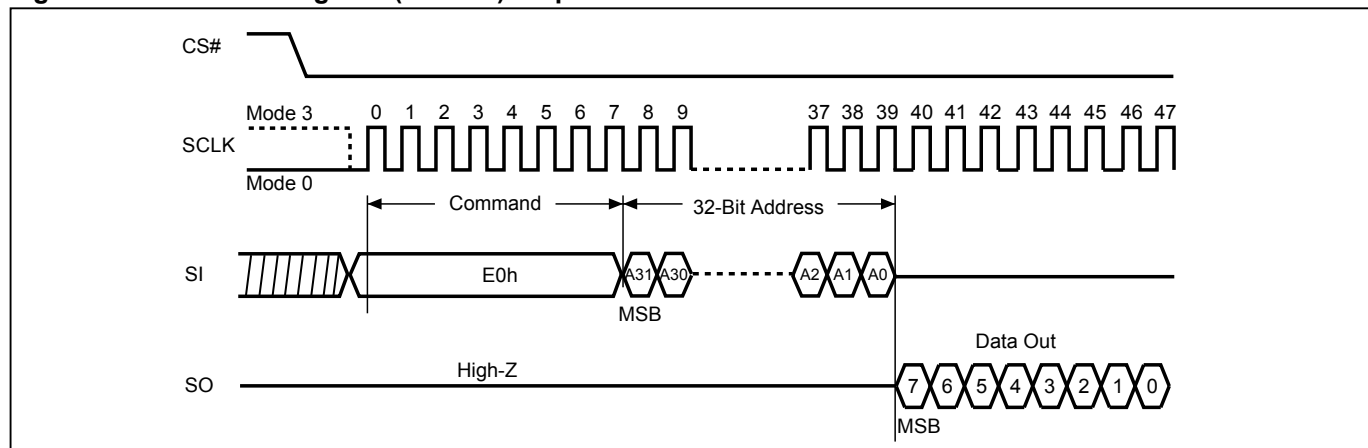 CS#
Mode 3 0 1 2 3 4 5 6 7 8 9 37 38 39 40 41 42 43 44 45 46 47
SCLK
Mode 0
Command 32-Bit Address
SI E0h A31 A30 A2 A1 A0
MSB
Data Out
High-Z
SO 7 6 5 4 3 2 1 0
MSB